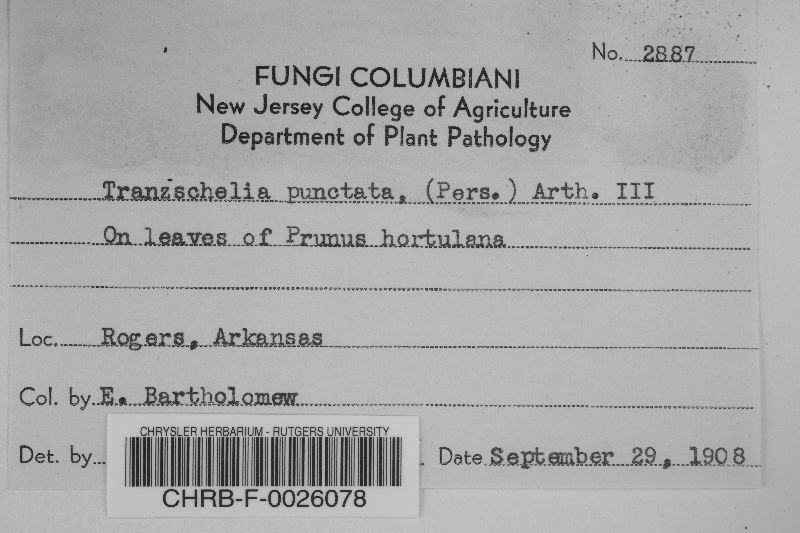 No. 2887
FUNGI COLUMBIANI
New Jersey College of Agriculture
Department of Plant Pathology
Tranzschelia punctata, (Pers.) Arth. III
On leaves of Prunus hortulana
Loc. Rogers, Arkansas
Col. by E. Bartholomew
Det. by Date September 29, 1908
CHRYSLER HERBARIUM - RUTGERS UNIVERSITY
CHRB-F-0026078